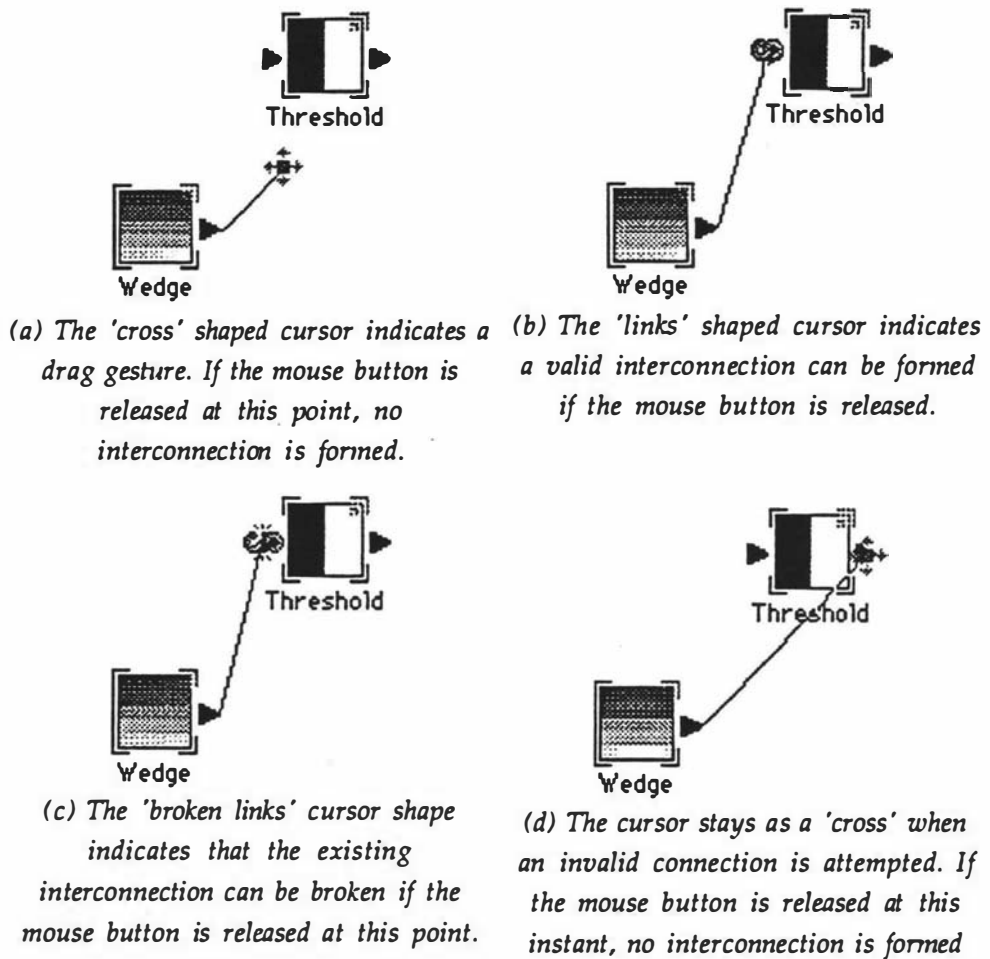 Threshold
Wedge
(a) The 'cross' shaped cursor indicates a
drag gesture. If the mouse button is
released at this point, no
interconnection is formed.
Threshold
Wedge
(b) The 'links' shaped cursor indicates
a valid interconnection can be formed
if the mouse button is released.
Threshold
Wedge
(c) The 'broken links' cursor shape
indicates that the existing
interconnection can be broken if the
mouse button is released at this point.
Threshold
Wedge
(d) The cursor stays as a 'cross' when
an invalid connection is attempted. If
the mouse button is released at this
instant, no interconnection is formed